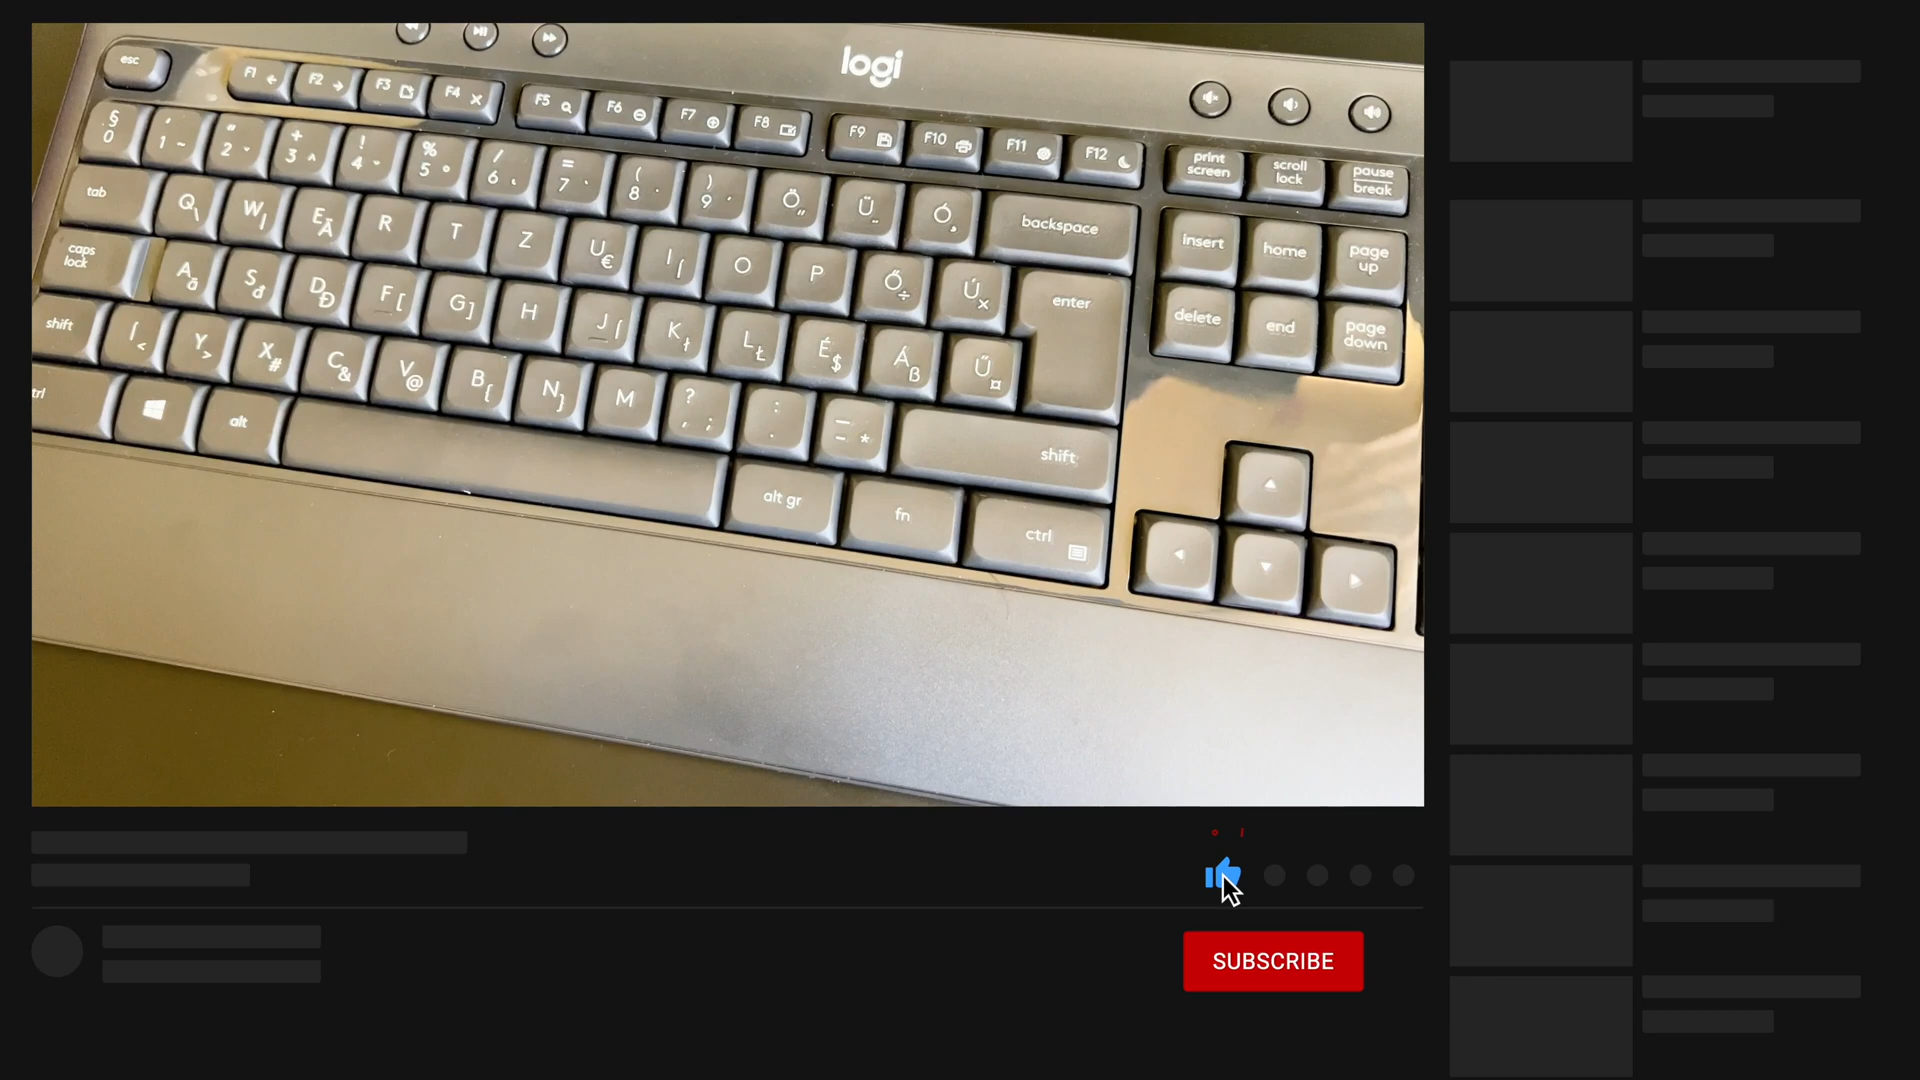 logi
esc F1 F2 F3 F4 F5 F6 F7 F8 F9 F10 F11 F12 print screen scroll lock pause break
§ 0 ' 1 ~ " 2 ˇ + 3 ^ ! 4 ˘ % 5 ° / 6 ˛ = 7 ` ( 8 ˙ ) 9 ´ Ö ˝ Ü ¨ Ó ¸ backspace insert home page up
tab Q \ W | E Ä R T Z U € I Í O P Ő ÷ Ú × enter delete end page down
caps lock A ä S đ D Đ F [ G ] H J Í K ł L Ł É $ Á ß Ű ¤
shift Í < Y > X # C & V @ B { N } M ? , ; : . _ - * shift
trl alt alt gr fn ctrl
SUBSCRIBE